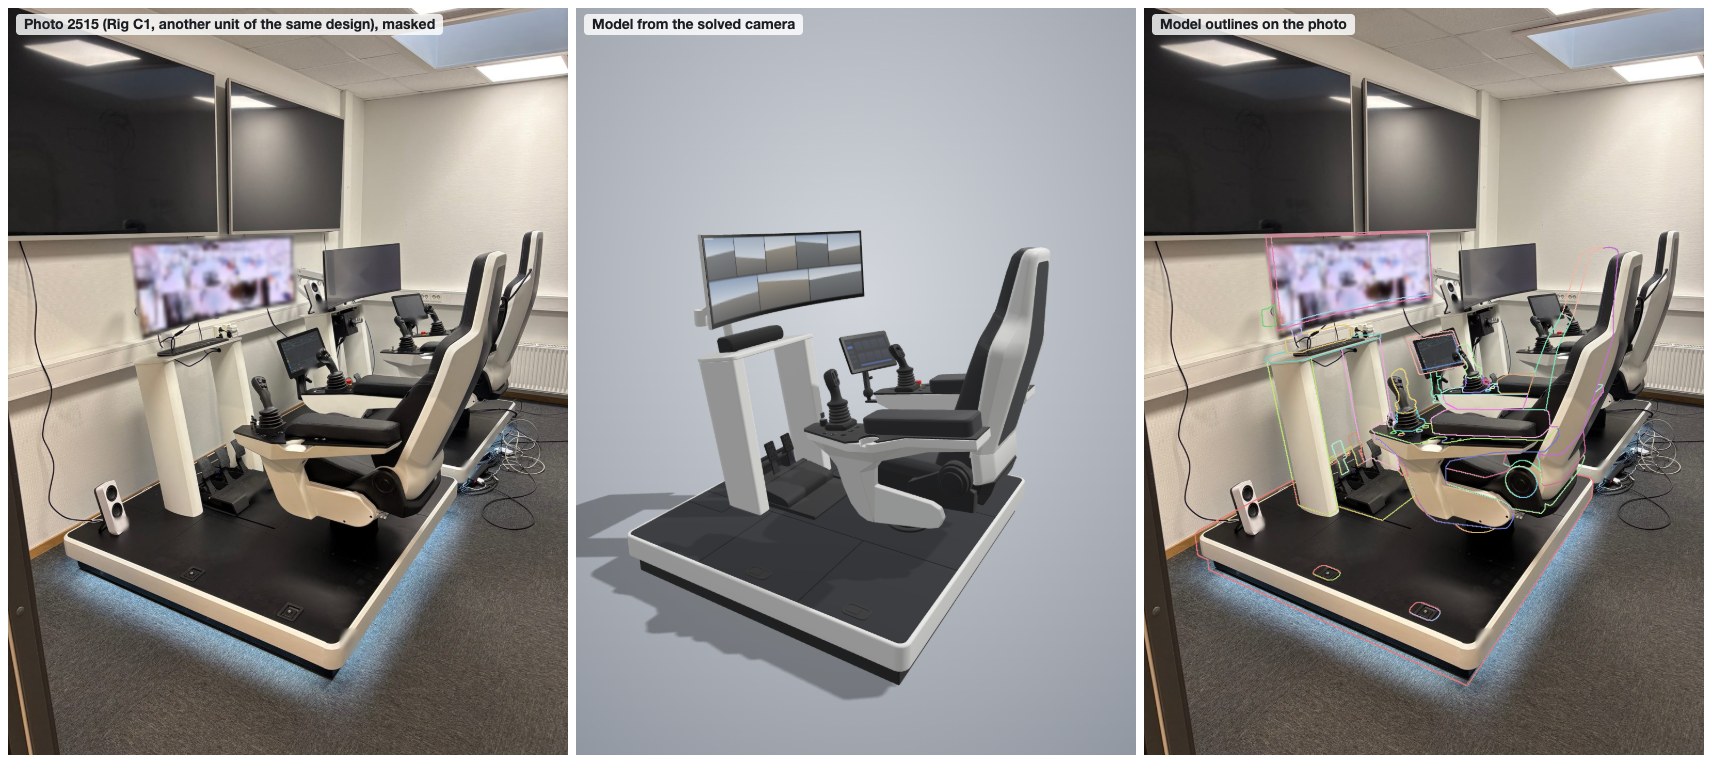 Photo 2515 (Rig C1, another unit of the same design), masked
Model from the solved camera
Model outlines on the photo